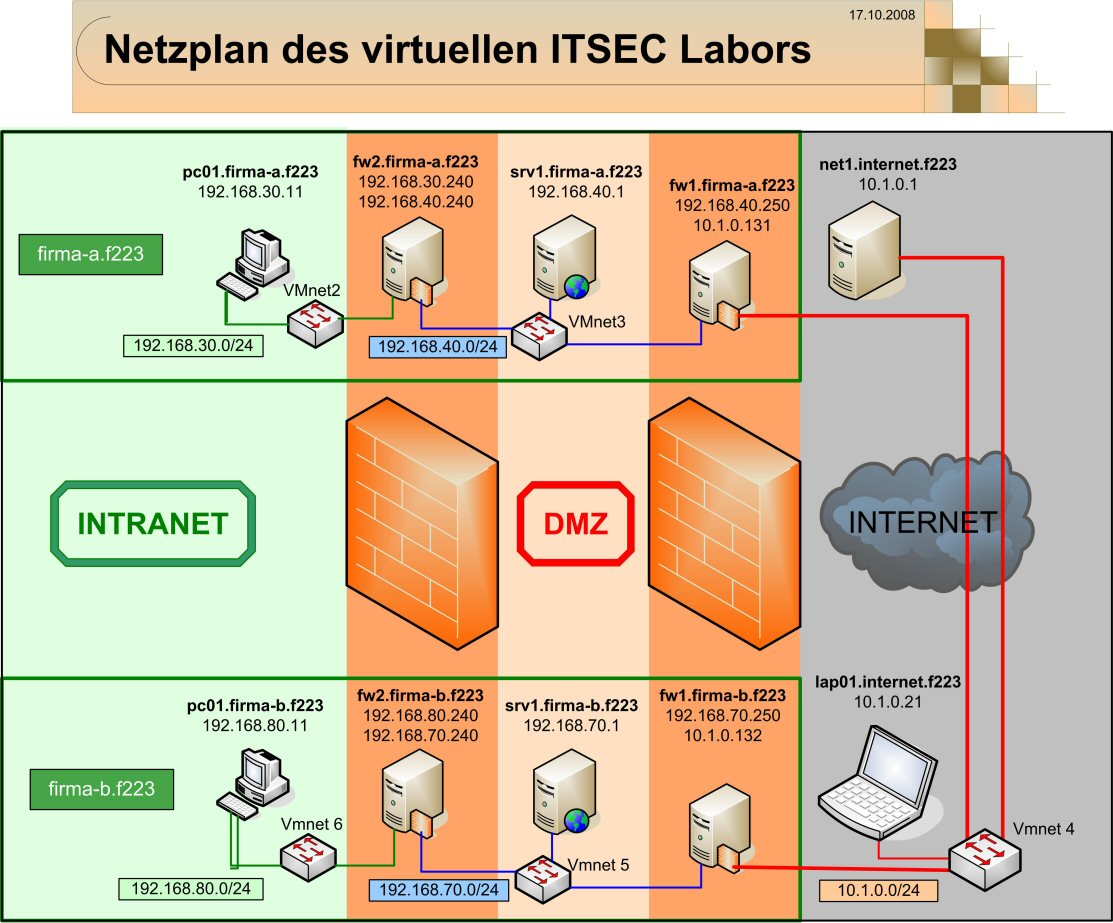 17.10.2008
Netzplan des virtuellen ITSEC Labors
pc01.firma-a.f223
192.168.30.11
fw2.firma-a.f223
192.168.30.240
192.168.40.240
srv1.firma-a.f223
192.168.40.1
fw1.firma-a.f223
192.168.40.250
10.1.0.131
net1.internet.f223
10.1.0.1
firma-a.f223
VMnet2
VMnet3
192.168.30.0/24
192.168.40.0/24
INTRANET
DMZ
INTERNET
pc01.firma-b.f223
192.168.80.11
fw2.firma-b.f223
192.168.80.240
192.168.70.240
srv1.firma-b.f223
192.168.70.1
fw1.firma-b.f223
192.168.70.250
10.1.0.132
lap01.internet.f223
10.1.0.21
firma-b.f223
Vmnet 6
Vmnet 5
Vmnet 4
192.168.80.0/24
192.168.70.0/24
10.1.0.0/24